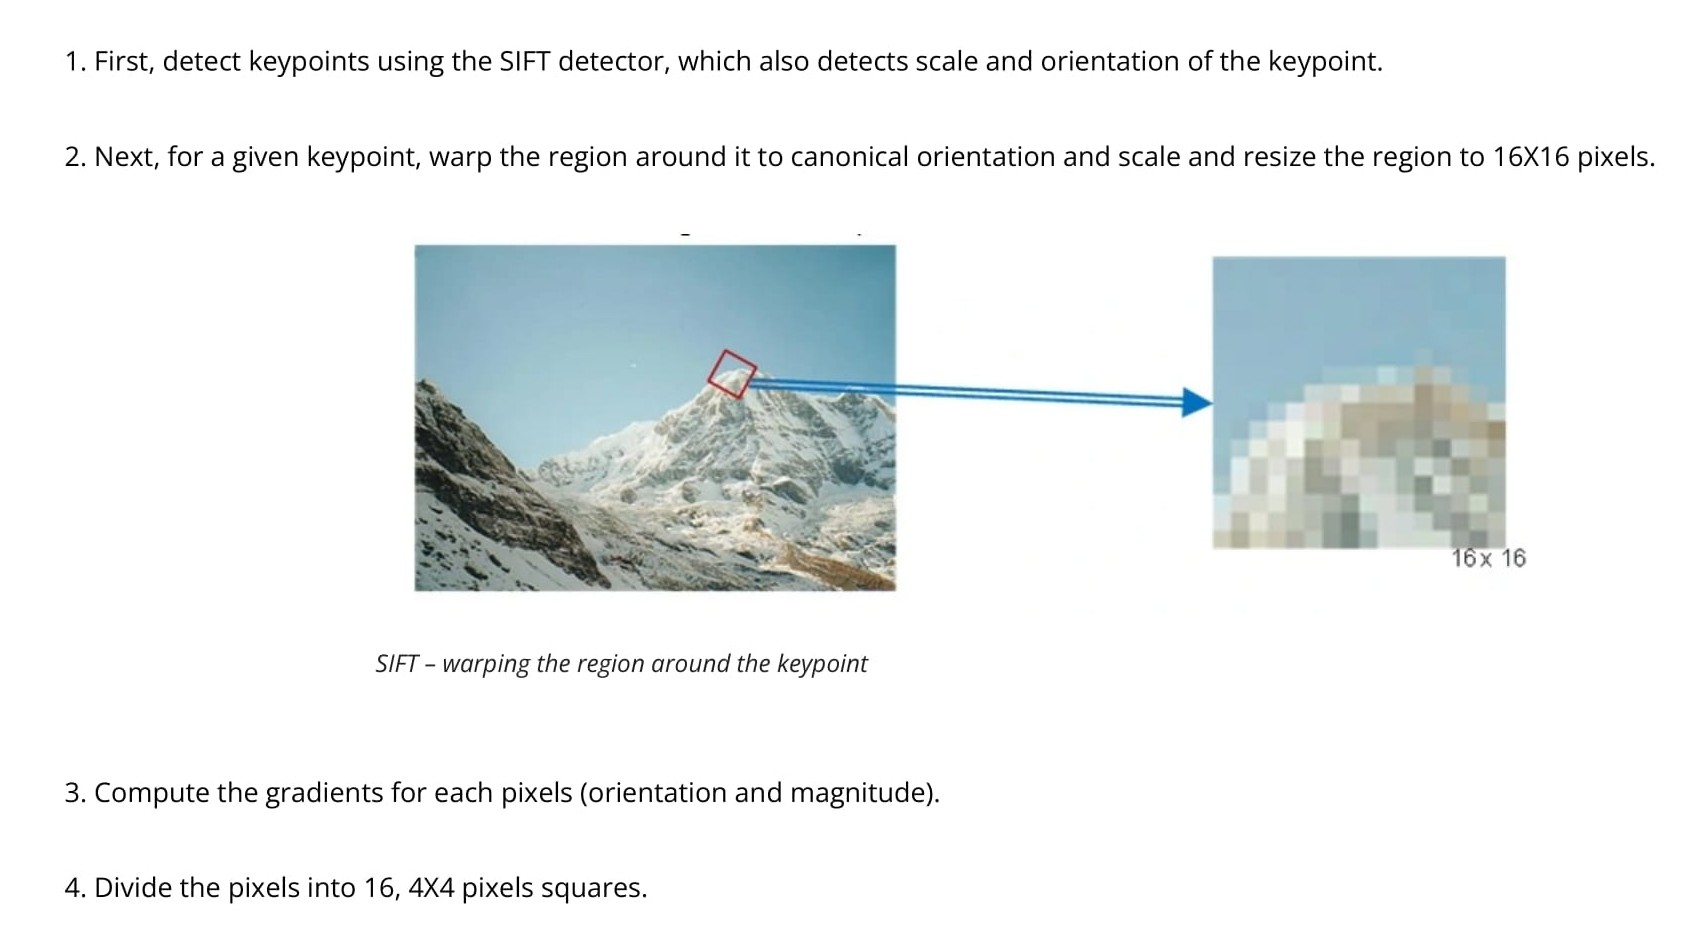 1. First, detect keypoints using the SIFT detector, which also detects scale and orientation of the keypoint.
2. Next, for a given keypoint, warp the region around it to canonical orientation and scale and resize the region to 16X16 pixels.
16 x 16
SIFT – warping the region around the keypoint
3. Compute the gradients for each pixels (orientation and magnitude).
4. Divide the pixels into 16, 4X4 pixels squares.